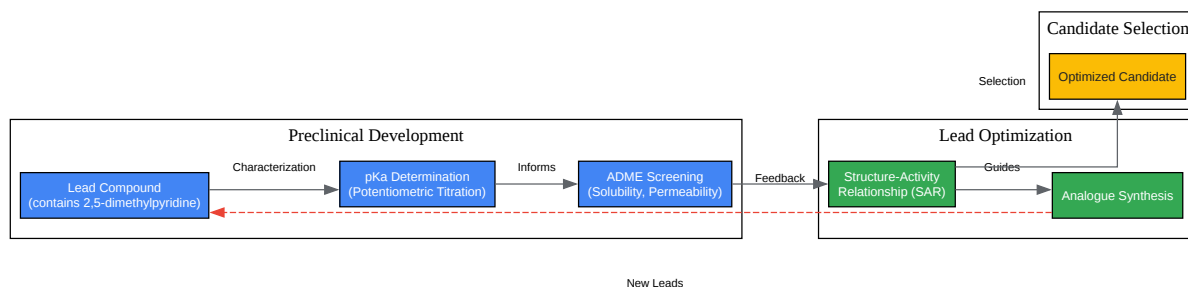 Candidate Selection
Optimized Candidate
Selection
Preclinical Development
Lead Optimization
Characterization
Informs
Feedback
Guides
Lead Compound
(contains 2,5-dimethylpyridine)
pKa Determination
(Potentiometric Titration)
ADME Screening
(Solubility, Permeability)
Structure-Activity
Relationship (SAR)
Analogue Synthesis
New Leads